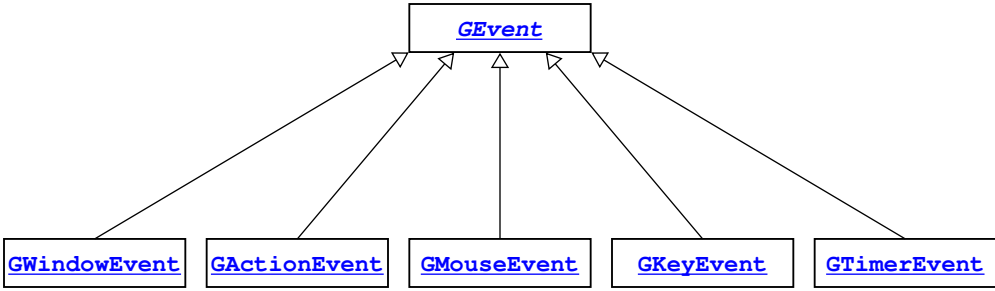 GEvent
GWindowEvent
GActionEvent
GMouseEvent
GKeyEvent
GTimerEvent